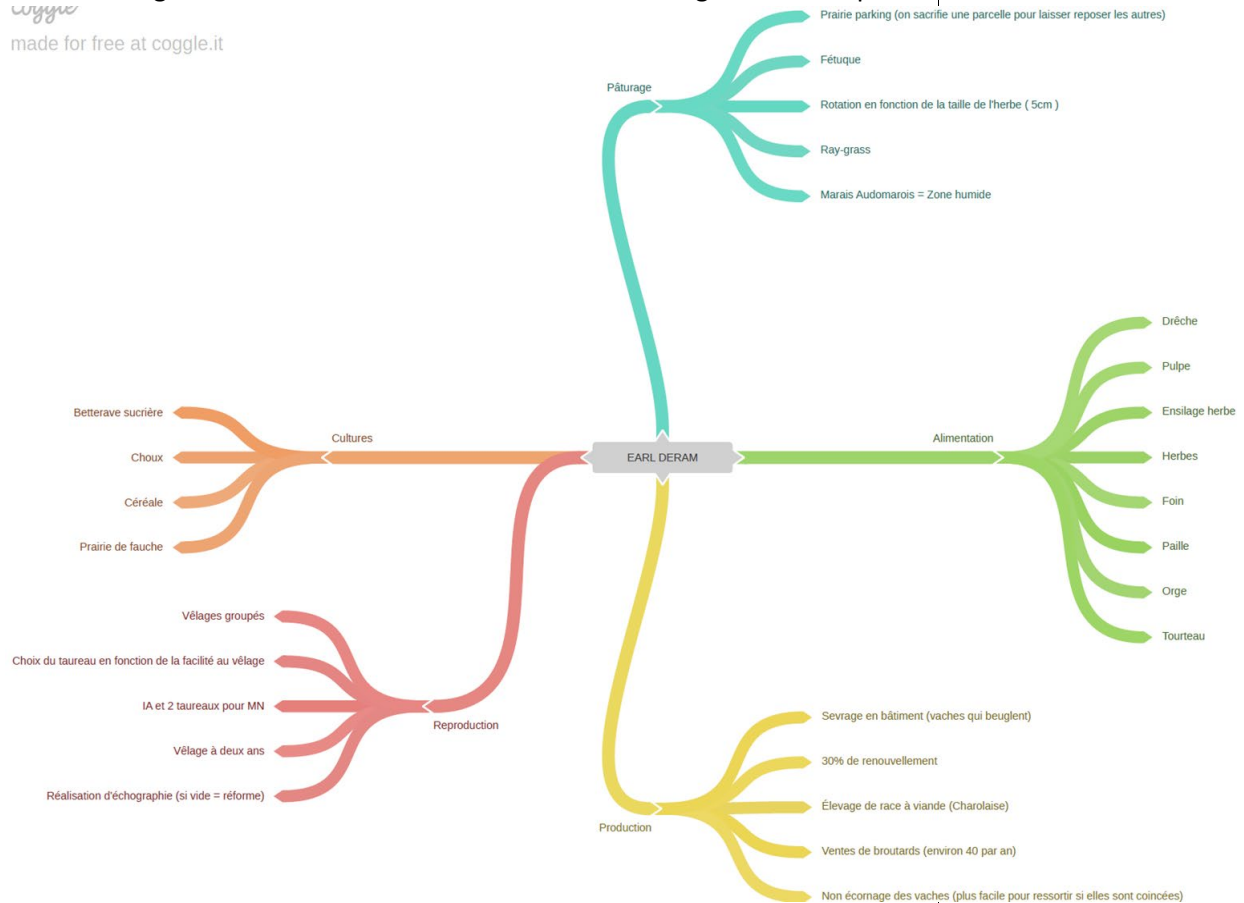 Coggle
made for free at coggle.it
Pâturage
Prairie parking (on sacrifie une parcelle pour laisser reposer les autres)
Fétuque
Rotation en fonction de la taille de l'herbe ( 5cm )
Ray-grass
Marais Audomarois = Zone humide
EARL DERAM
Alimentation
Drêche
Pulpe
Ensilage herbe
Herbes
Foin
Paille
Orge
Tourteau
Cultures
Betterave sucrière
Choux
Céréale
Prairie de fauche
Reproduction
Vêlages groupés
Choix du taureau en fonction de la facilité au vêlage
IA et 2 taureaux pour MN
Vêlage à deux ans
Réalisation d'échographie (si vide = réforme)
Production
Sevrage en bâtiment (vaches qui beuglent)
30% de renouvellement
Élevage de race à viande (Charolaise)
Ventes de broutards (environ 40 par an)
Non écornage des vaches (plus facile pour ressortir si elles sont coincées)